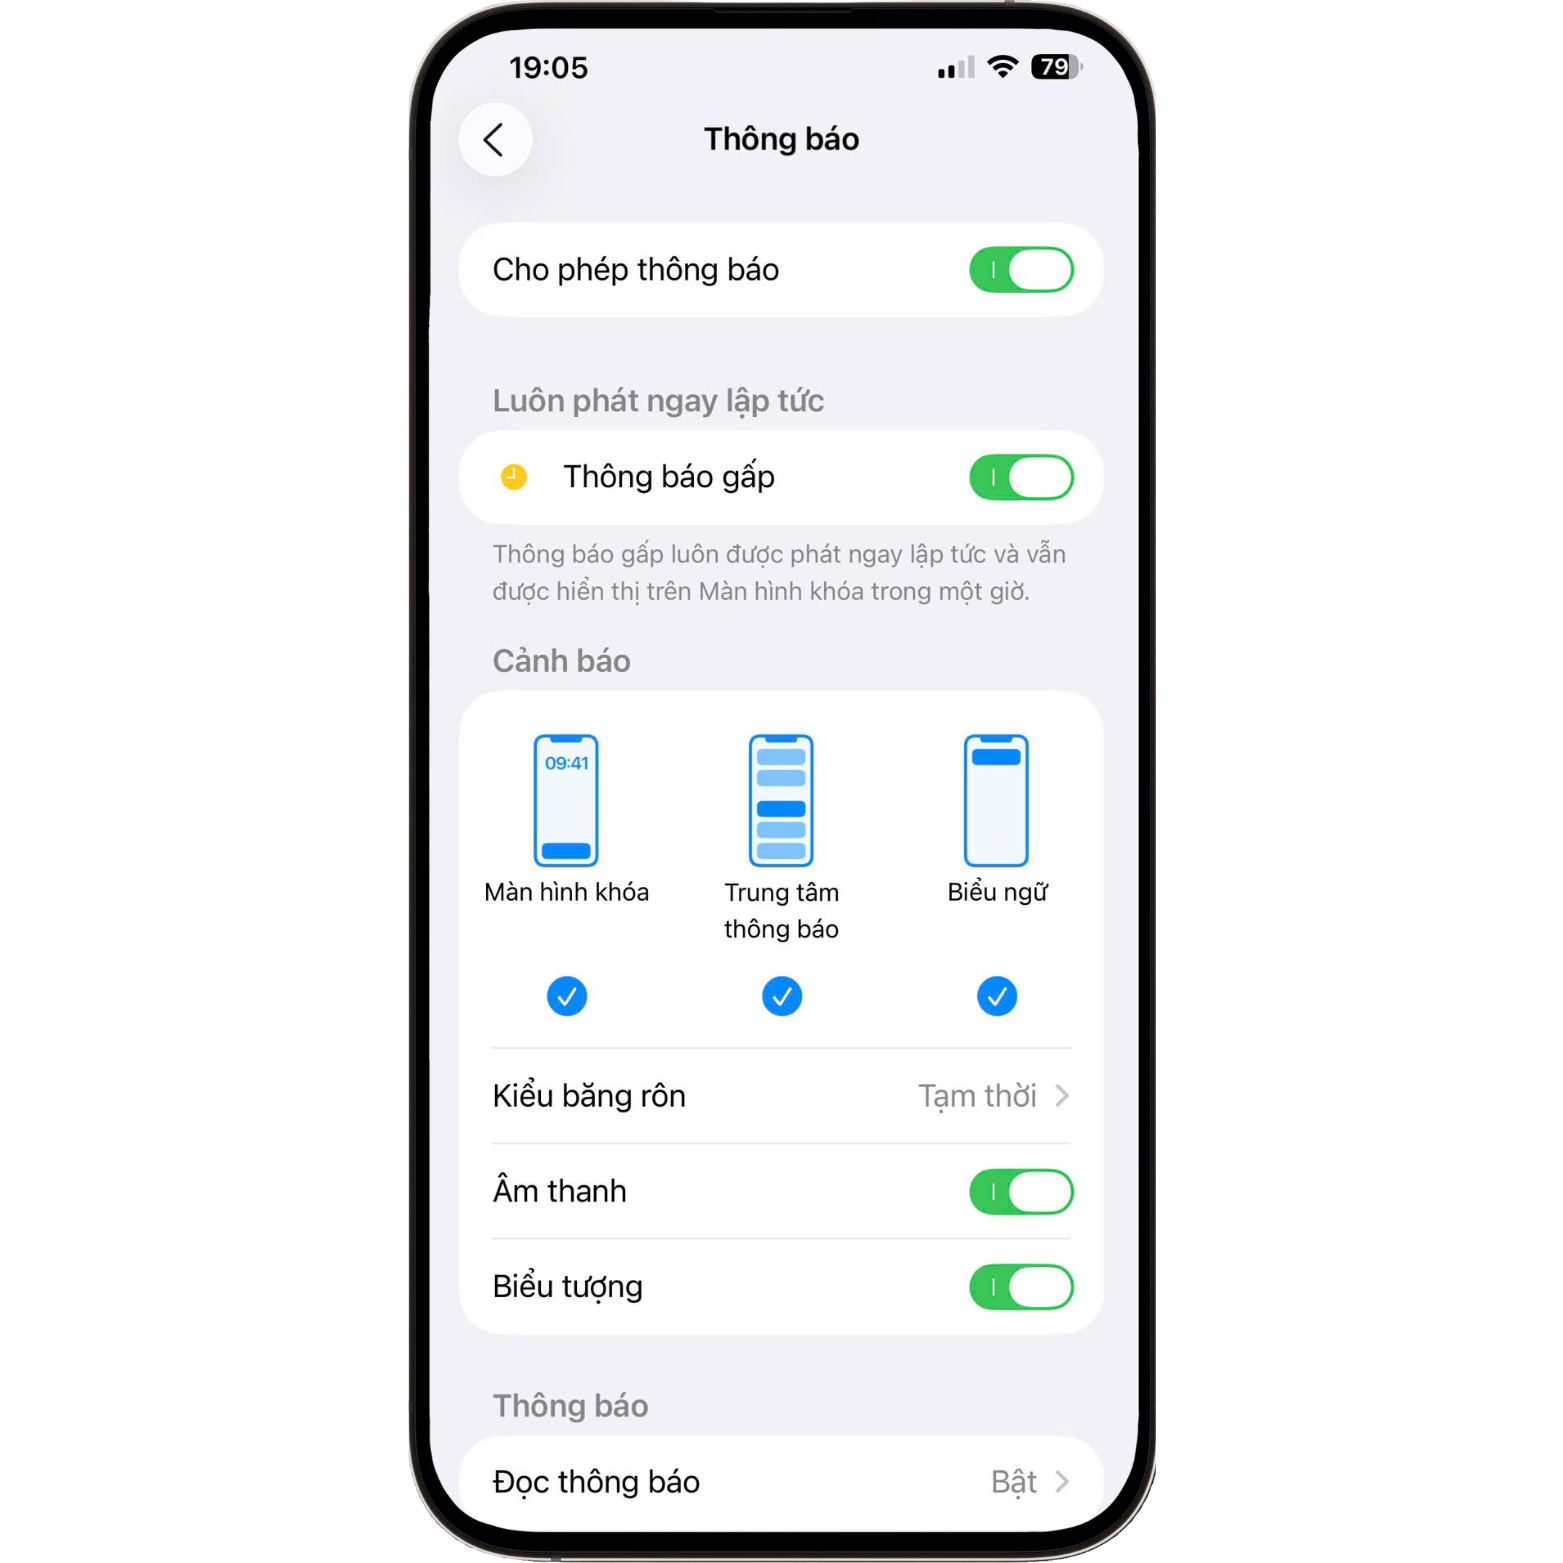 19:05
79
Thông báo
Cho phép thông báo
Luôn phát ngay lập tức
Thông báo gấp
Thông báo gấp luôn được phát ngay lập tức và vẫn
được hiển thị trên Màn hình khóa trong một giờ.
Cảnh báo
09:41
Màn hình khóa
Trung tâm
thông báo
Biểu ngữ
Kiểu băng rôn
Tạm thời
Âm thanh
Biểu tượng
Thông báo
Đọc thông báo
Bật